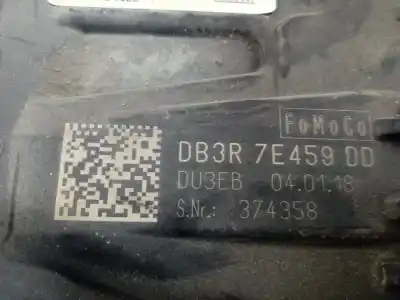 FoMoCo
DB3R 7E459 DD
DU3EB 04.01.18
S.Nr.: 374358